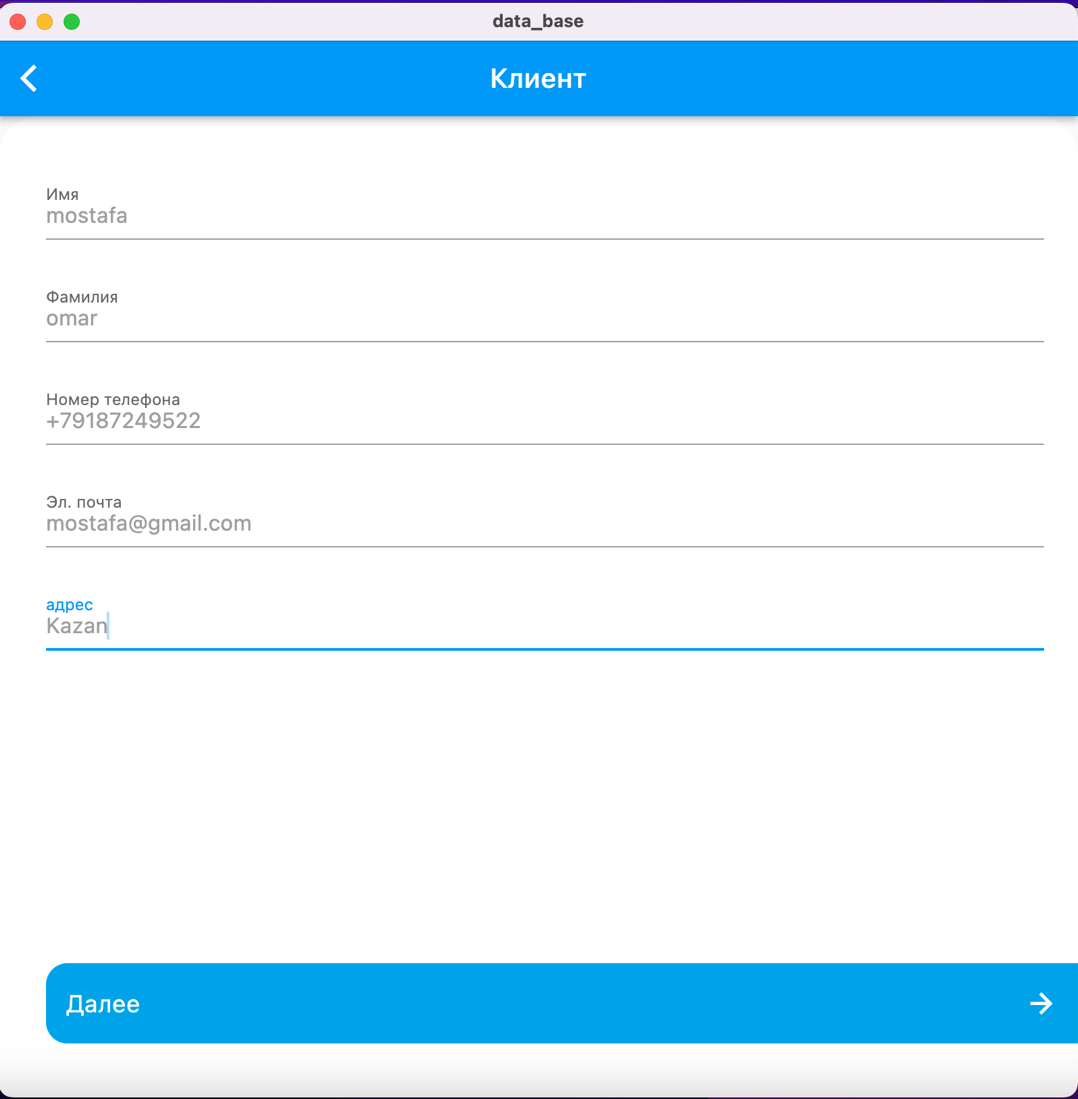 data_base
Клиент
Имя
mostafa
Фамилия
omar
Номер телефона
+79187249522
Эл. почта
mostafa@gmail.com
адрес
Kazan
Далее